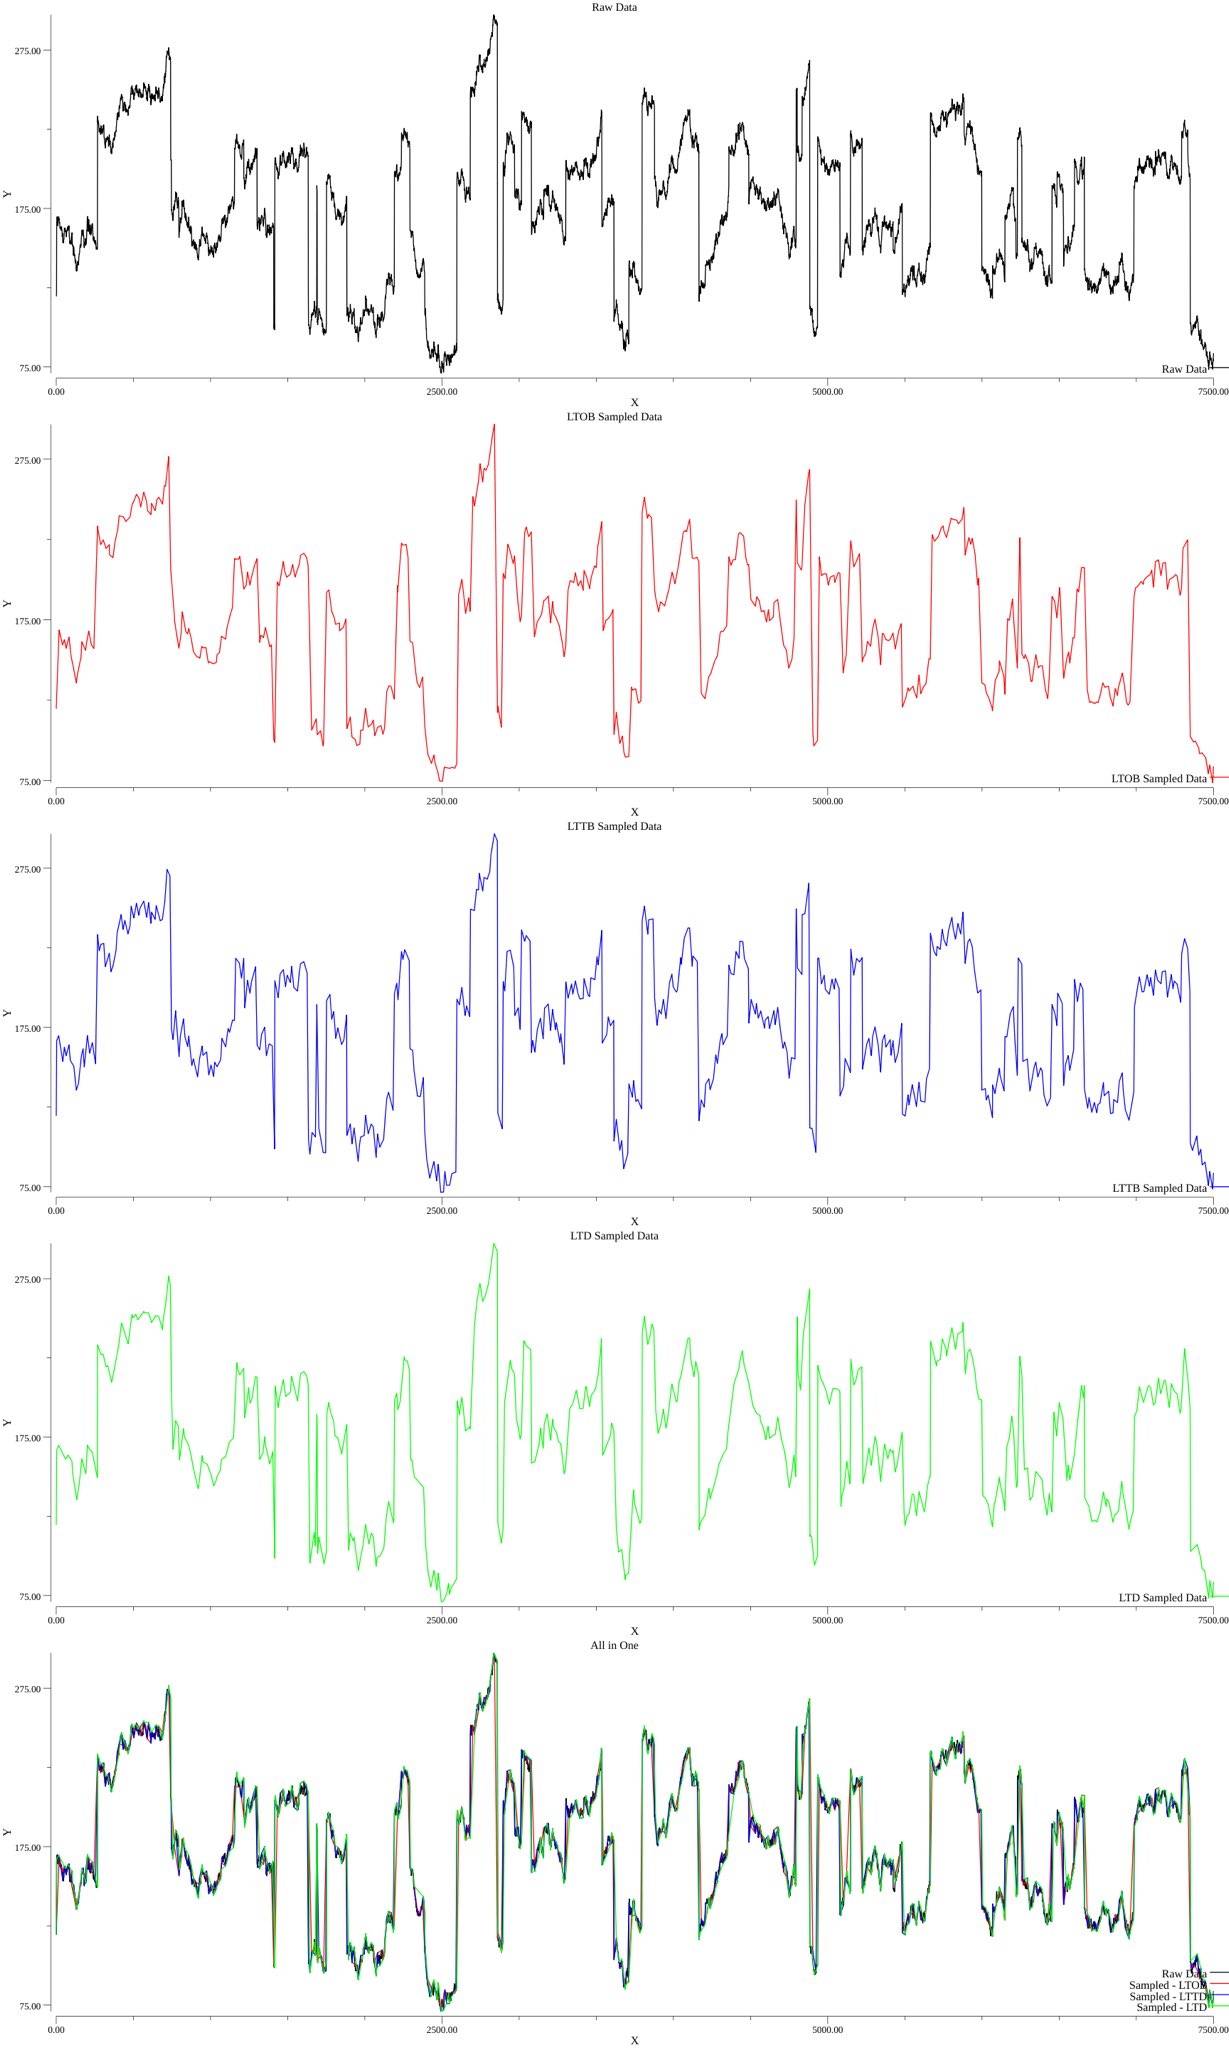 Raw Data
275.00
175.00
75.00
Y
0.00
2500.00
5000.00
7500.00
X
Raw Data
LTOB Sampled Data
275.00
175.00
75.00
Y
0.00
2500.00
5000.00
7500.00
X
LTOB Sampled Data
LTTB Sampled Data
275.00
175.00
75.00
Y
0.00
2500.00
5000.00
7500.00
X
LTTB Sampled Data
LTD Sampled Data
275.00
175.00
75.00
Y
0.00
2500.00
5000.00
7500.00
X
LTD Sampled Data
All in One
275.00
175.00
75.00
Y
0.00
2500.00
5000.00
7500.00
X
Raw Data
Sampled - LTOB
Sampled - LTTD
Sampled - LTD